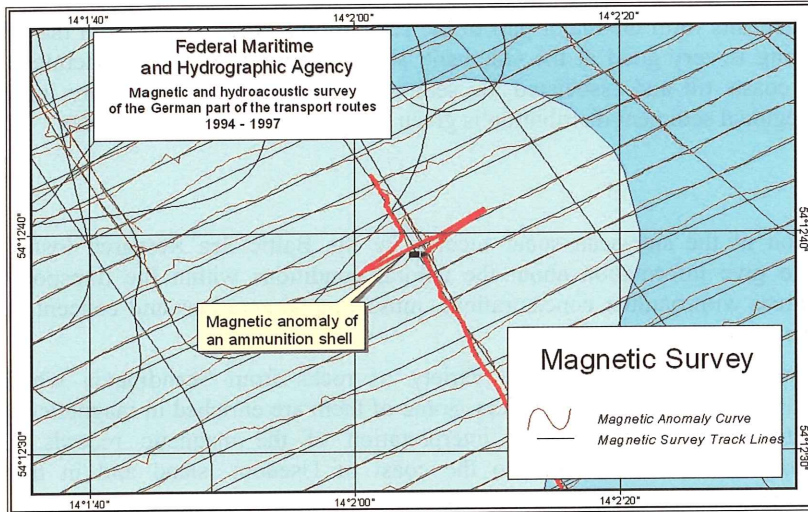 14°1'40"
14°2'00"
14°2'20"
Federal Maritime
and Hydrographic Agency
Magnetic and hydroacoustic survey
of the German part of the transport routes
1994 - 1997
54°12'40"
54°12'40"
Magnetic anomaly of
an ammunition shell
Magnetic Survey
Magnetic Anomaly Curve
Magnetic Survey Track Lines
54°12'30"
54°12'30"
14°1'40"
14°2'00"
14°2'20"